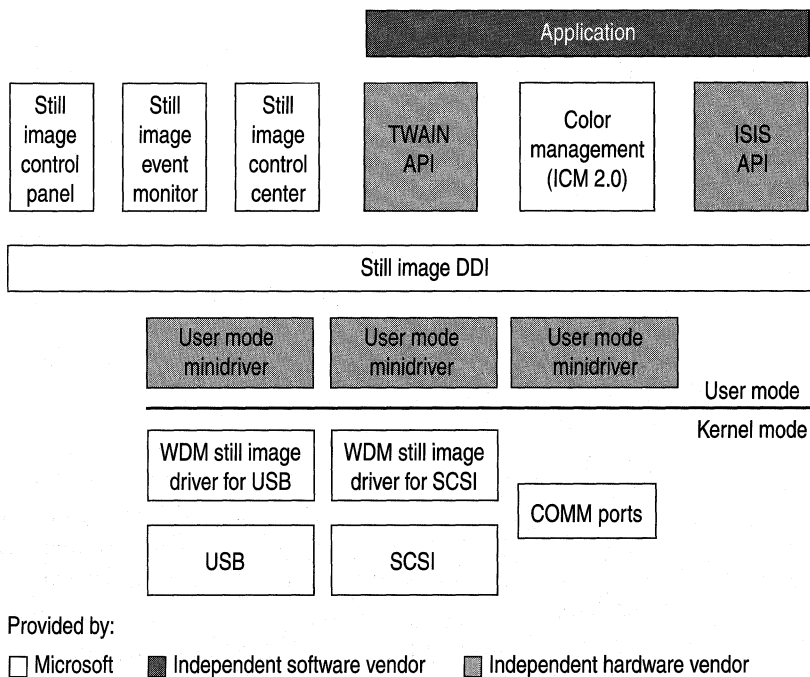 Application
Still
image
control
panel
Still
image
event
monitor
Still
image
control
center
TWAIN
API
Color
management
(ICM 2.0)
ISIS
API
Still image DDI
User mode
minidriver
User mode
minidriver
User mode
minidriver
User mode
Kernel mode
WDM still image
driver for USB
WDM still image
driver for SCSI
COMM ports
USB
SCSI
Provided by:
Microsoft
Independent software vendor
Independent hardware vendor